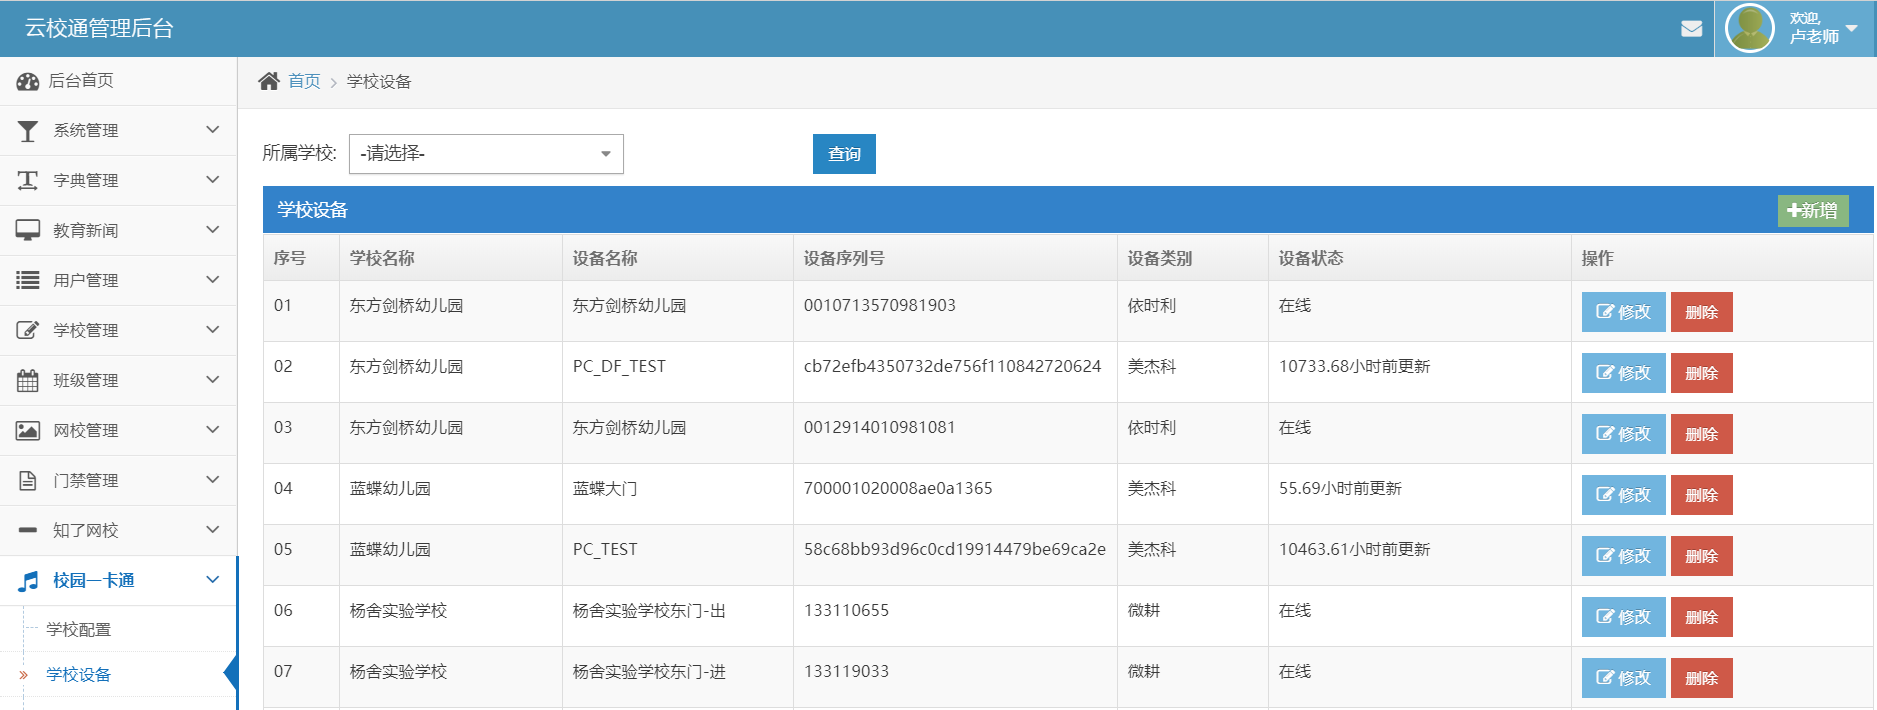 云校通管理后台
欢迎,
卢老师
后台首页
系统管理
字典管理
教育新闻
用户管理
学校管理
班级管理
网校管理
门禁管理
知了网校
校园一卡通
学校配置
学校设备
首页 学校设备
所属学校: -请选择- 查询
学校设备 新增
序号 学校名称 设备名称 设备序列号 设备类别 设备状态 操作
01 东方剑桥幼儿园 东方剑桥幼儿园 0010713570981903 依时利 在线 修改 删除
02 东方剑桥幼儿园 PC_DF_TEST cb72efb4350732de756f110842720624 美杰科 10733.68小时前更新 修改 删除
03 东方剑桥幼儿园 东方剑桥幼儿园 0012914010981081 依时利 在线 修改 删除
04 蓝蝶幼儿园 蓝蝶大门 700001020008ae0a1365 美杰科 55.69小时前更新 修改 删除
05 蓝蝶幼儿园 PC_TEST 58c68bb93d96c0cd19914479be69ca2e 美杰科 10463.61小时前更新 修改 删除
06 杨舍实验学校 杨舍实验学校东门-出 133110655 微耕 在线 修改 删除
07 杨舍实验学校 杨舍实验学校东门-进 133119033 微耕 在线 修改 删除